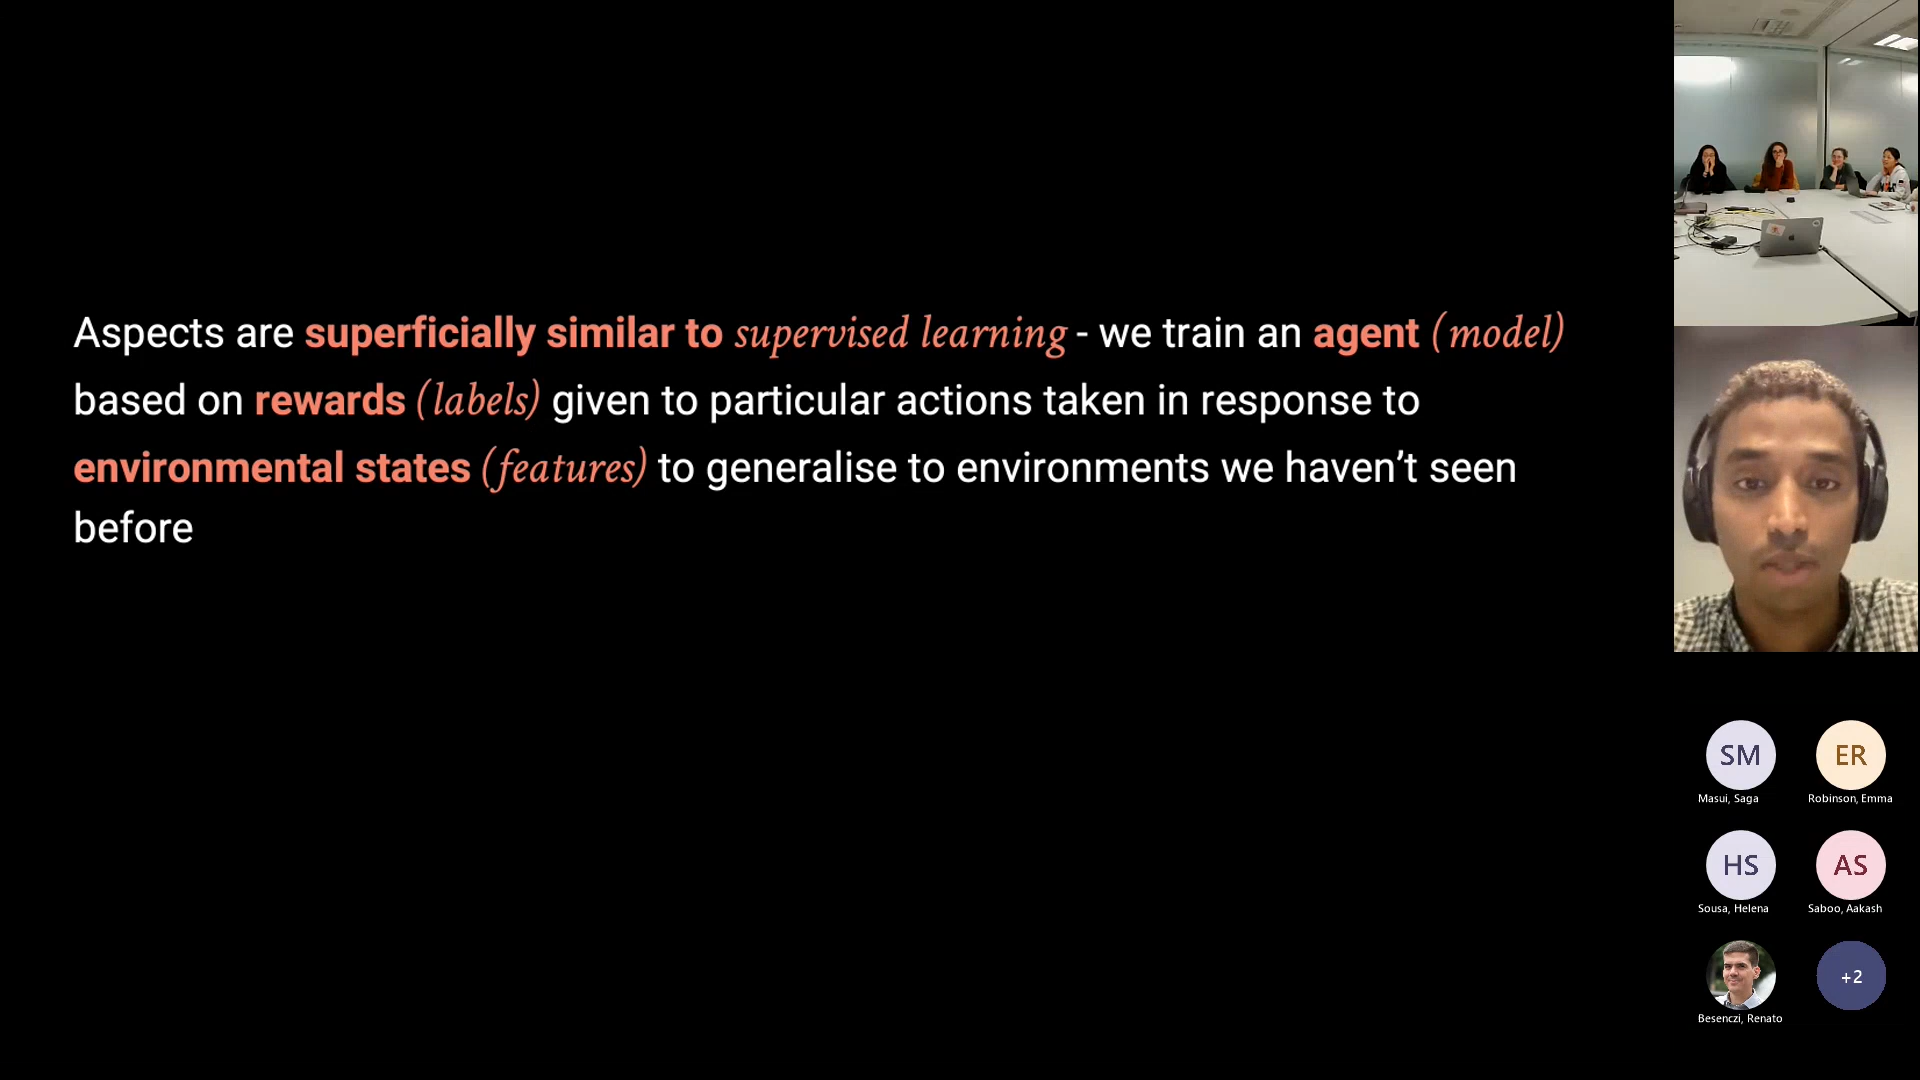 Aspects are superficially similar to supervised learning - we train an agent (model)
based on rewards (labels) given to particular actions taken in response to
environmental states (features) to generalise to environments we haven’t seen
before
SM
ER
Masui, Saga
Robinson, Emma
HS
AS
Sousa, Helena
Saboo, Aakash
+2
Besenczi, Renato